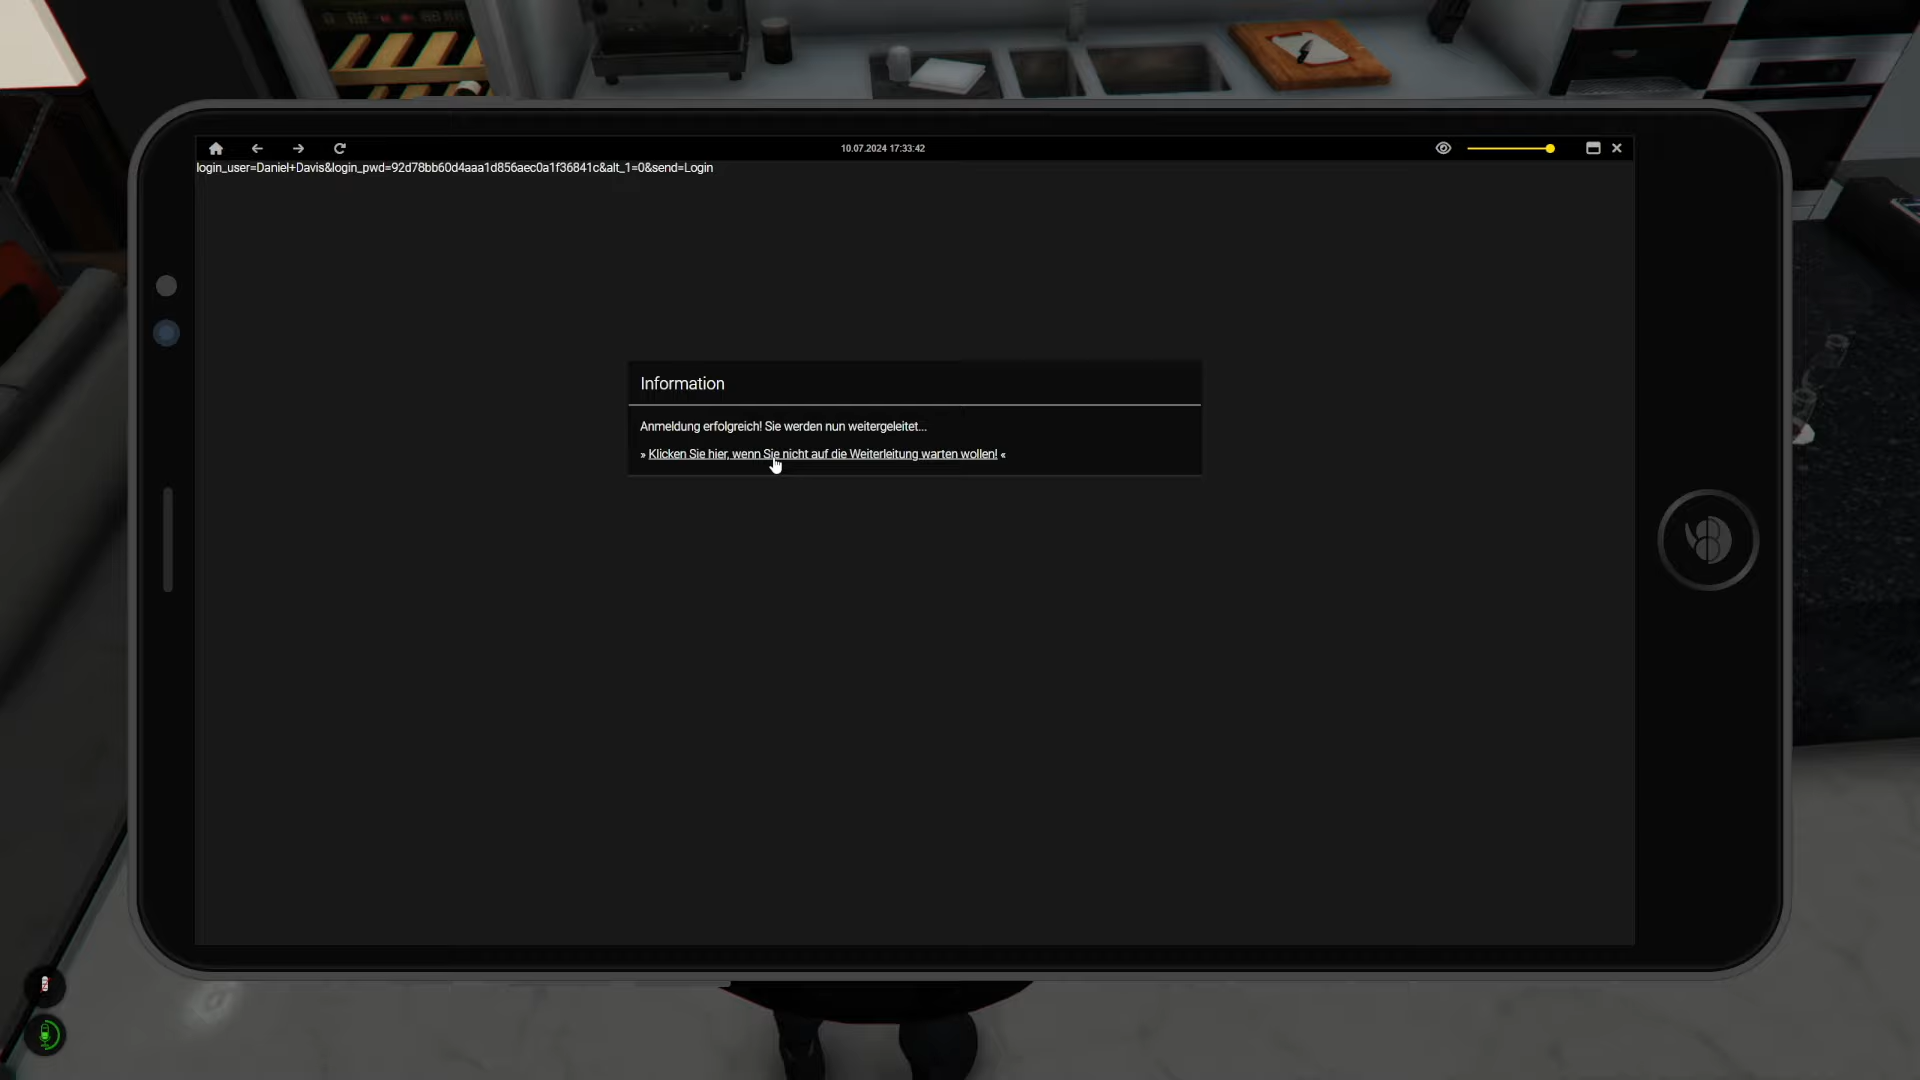 10.07.2024 17:33:42
login_user=Daniel+Davis&login_pwd=92d78bb60d4aaa1d856aec0a1f36841c&alt_1=0&send=Login
Information
Anmeldung erfolgreich! Sie werden nun weitergeleitet...
» Klicken Sie hier, wenn Sie nicht auf die Weiterleitung warten wollen! «